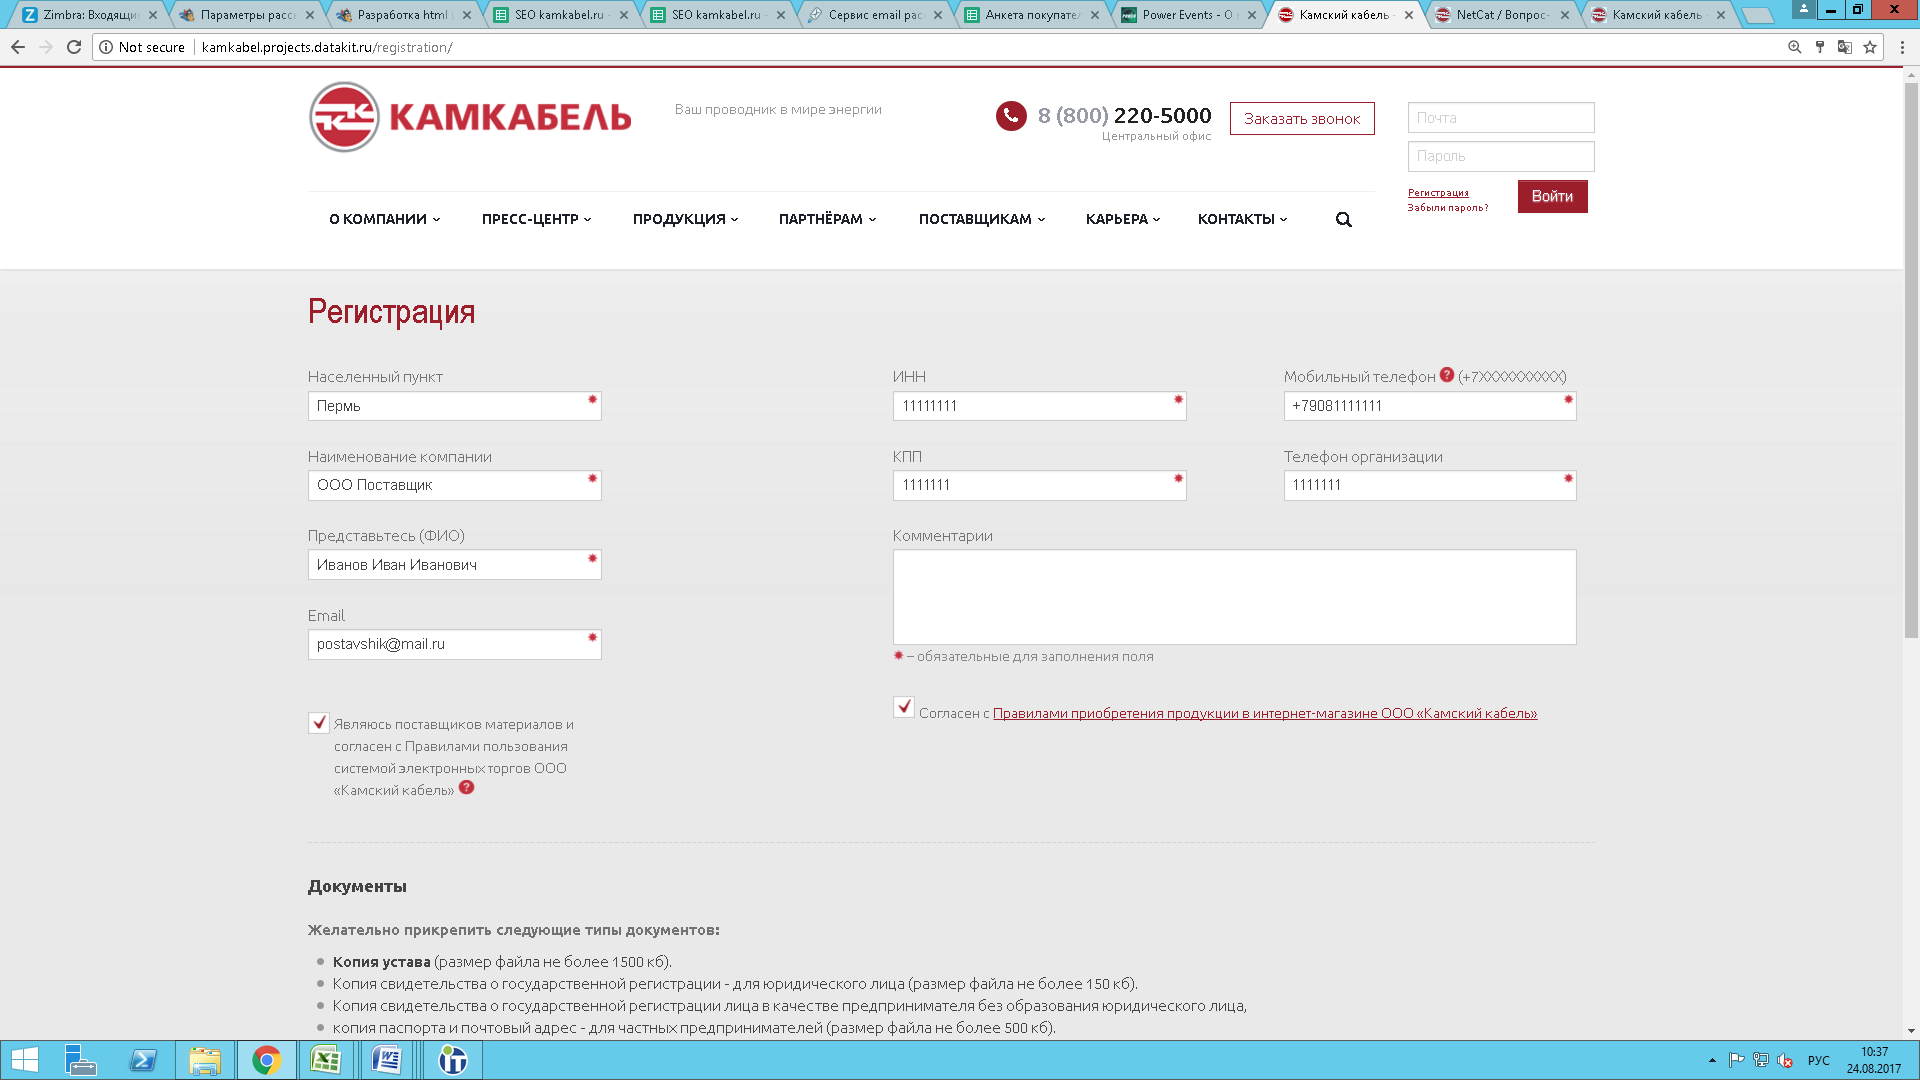 Zimbra: Входящи
Параметры расс
Разработка html
SEO kamkabel.ru -
SEO kamkabel.ru -
Сервис email рас
Анкета покупате
Power Events - О
Камский кабель -
NetCat / Вопрос-
Камский кабель
Not secure kamkabel.projects.datakit.ru/registration/
КАМКАБЕЛЬ
Ваш проводник в мире энергии
8 (800) 220-5000
Центральный офис
Заказать звонок
Почта
Пароль
Регистрация
Забыли пароль?
Войти
О КОМПАНИИ ПРЕСС-ЦЕНТР ПРОДУКЦИЯ ПАРТНЁРАМ ПОСТАВЩИКАМ КАРЬЕРА КОНТАКТЫ
Регистрация
Населенный пункт
Пермь
Наименование компании
ООО Поставщик
Представьтесь (ФИО)
Иванов Иван Иванович
Email
postavshik@mail.ru
ИНН
11111111
КПП
1111111
Мобильный телефон ? (+7XXXXXXXXXX)
+79081111111
Телефон организации
1111111
Комментарии
– обязательные для заполнения поля
Являюсь поставщиков материалов и
согласен с Правилами пользования
системой электронных торгов ООО
«Камский кабель» ?
Согласен с Правилами приобретения продукции в интернет-магазине ООО «Камский кабель»
Документы
Желательно прикрепить следующие типы документов:
Копия устава (размер файла не более 1500 кб).
Копия свидетельства о государственной регистрации - для юридического лица (размер файла не более 150 кб).
Копия свидетельства о государственной регистрации лица в качестве предпринимателя без образования юридического лица,
копия паспорта и почтовый адрес - для частных предпринимателей (размер файла не более 500 кб).
РУС
10:37
24.08.2017